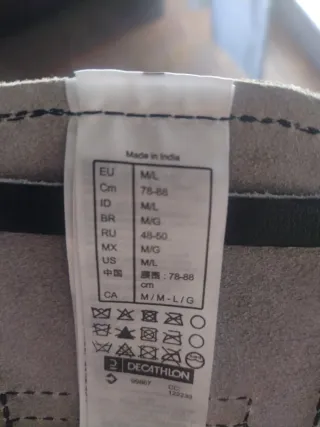 Made in India
EU M/L
Cm 78-88
ID M/L
BR M/G
RU 48-50
MX M/G
US M/L
中国 腰围：78-88 cm
CA M / M - L / G
DECATHLON